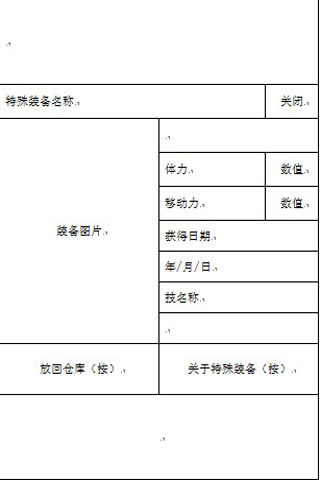 特殊装备名称
关闭
体力
数值
移动力
数值
装备图片
获得日期
年/月/日
技名称
放回仓库（按）
关于特殊装备（按）